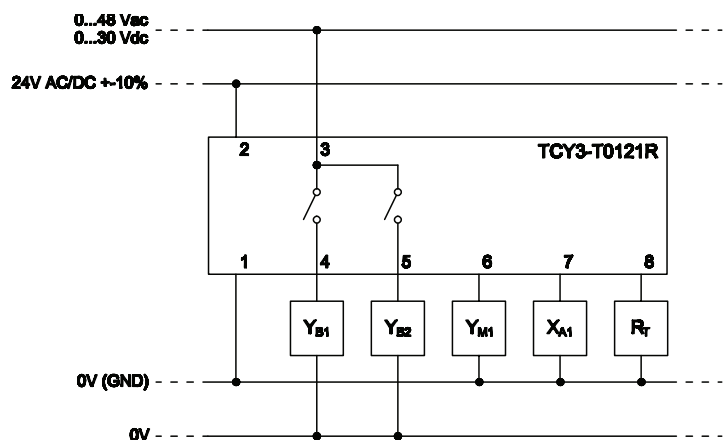 0...48 Vac
0...30 Vdc
24V AC/DC +-10%
2 3 TCY3-T0121R
1 4 5 6 7 8
YB1 YB2 YM1 XA1 RT
0V (GND)
0V